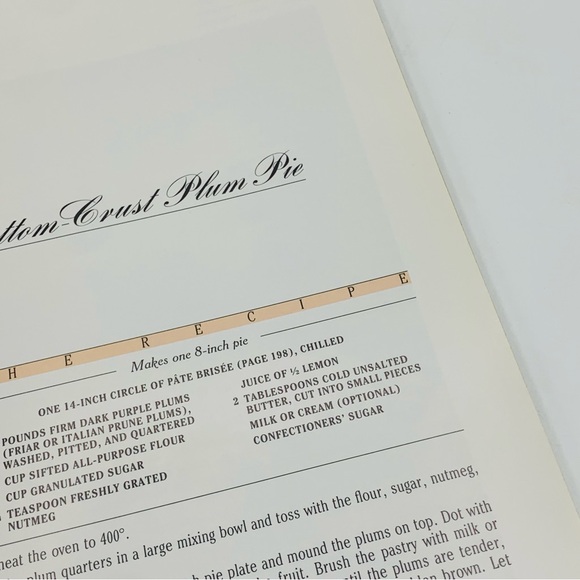 ttom-Crust Plum Pie
H E R E C I P E
Makes one 8-inch pie
ONE 14-INCH CIRCLE OF PÂTE BRISÉE (PAGE 198), CHILLED
POUNDS FIRM DARK PURPLE PLUMS
(FRIAR OR ITALIAN PRUNE PLUMS),
WASHED, PITTED, AND QUARTERED
CUP SIFTED ALL-PURPOSE FLOUR
CUP GRANULATED SUGAR
TEASPOON FRESHLY GRATED
NUTMEG
JUICE OF ½ LEMON
2 TABLESPOONS COLD UNSALTED
BUTTER, CUT INTO SMALL PIECES
MILK OR CREAM (OPTIONAL)
CONFECTIONERS' SUGAR
heat the oven to 400°.
plum quarters in a large mixing bowl and toss with the flour, sugar, nutmeg,
pie plate and mound the plums on top. Dot with
fruit. Brush the pastry with milk or
til the plums are tender,
brown. Let